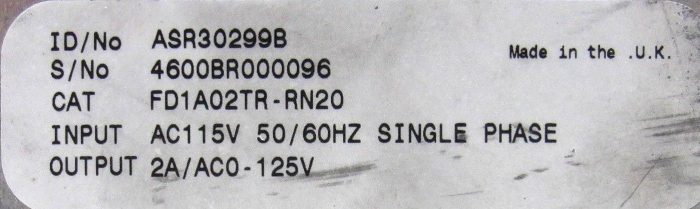 ID/No ASR30299B
Made in the .U.K.
S/No 4600BR000096
CAT FD1A02TR-RN20
INPUT AC115V 50/60HZ SINGLE PHASE
OUTPUT 2A/AC0-125V